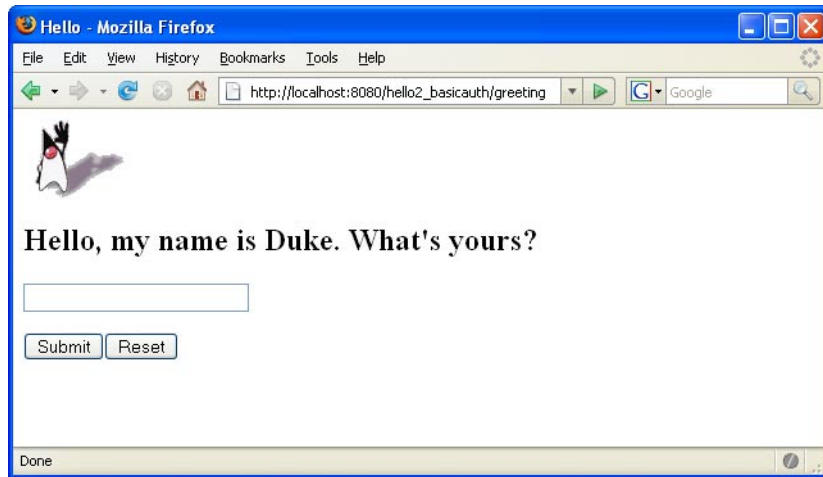 Hello - Mozilla Firefox
File Edit View History Bookmarks Tools Help
http://localhost:8080/hello2_basicauth/greeting G Google
Hello, my name is Duke. What's yours?
Submit Reset
Done